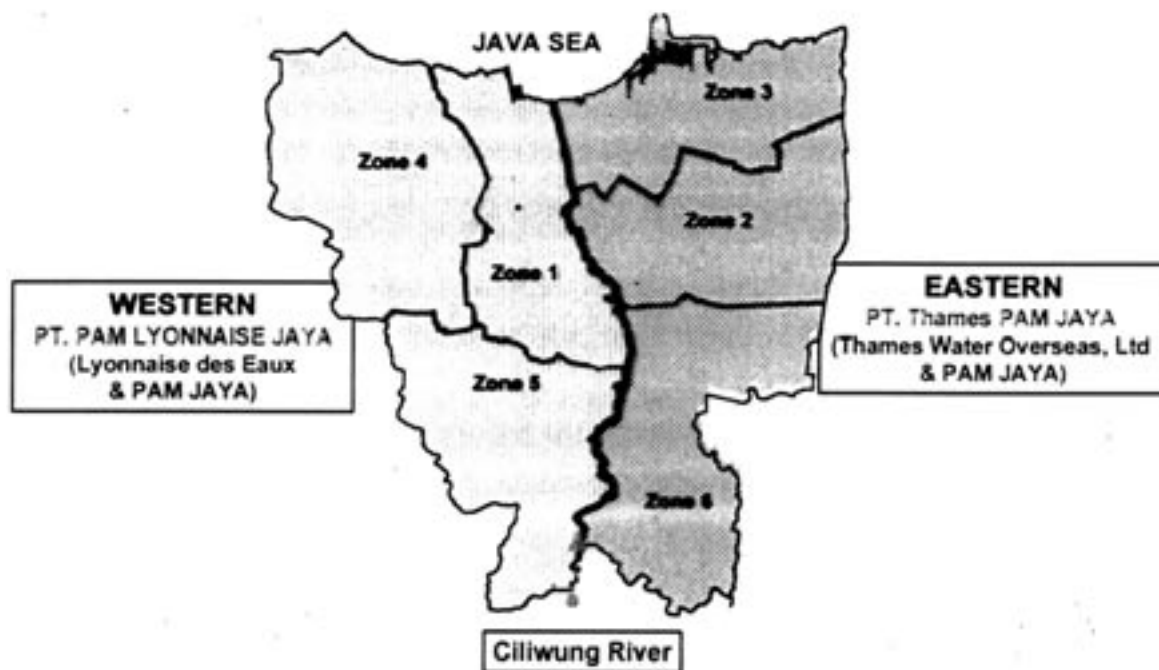 JAVA SEA
Zone 3
Zone 4
Zone 2
Zone 1
WESTERN
PT. PAM LYONNAISE JAYA
(Lyonnaise des Eaux
& PAM JAYA)
EASTERN
PT. Thames PAM JAYA
(Thames Water Overseas, Ltd
& PAM JAYA)
Zone 5
Zone 6
Ciliwung River